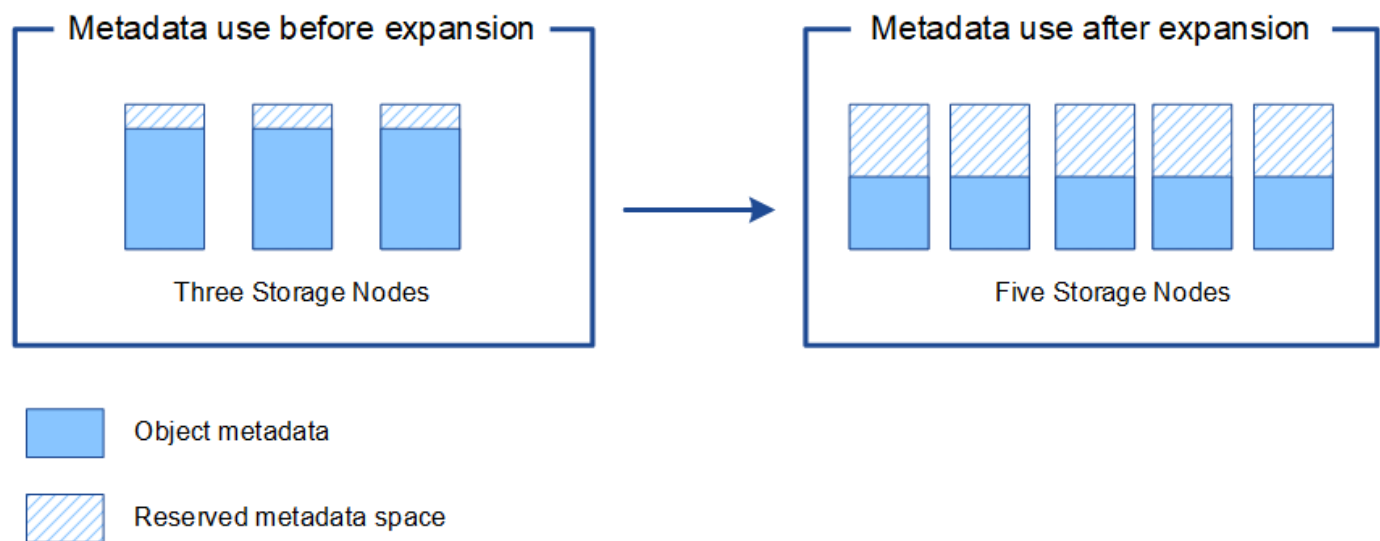 Metadata use before expansion
Metadata use after expansion
Three Storage Nodes
Five Storage Nodes
Object metadata
Reserved metadata space